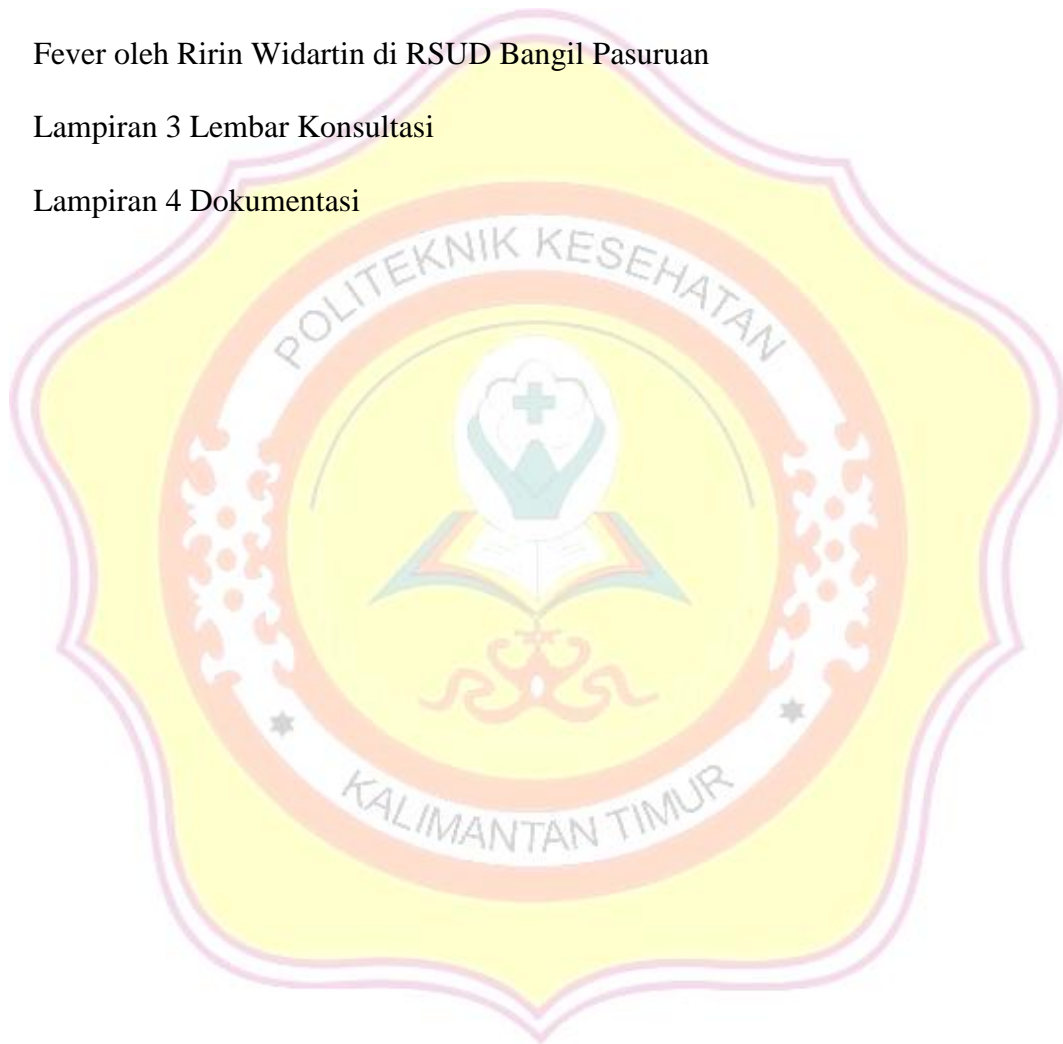 Fever oleh Ririn Widartin di RSUD Bangil Pasuruan
Lampiran 3 Lembar Konsultasi
Lampiran 4 Dokumentasi
POLITEKNIK KESEHATAN
KALIMANTAN TIMUR